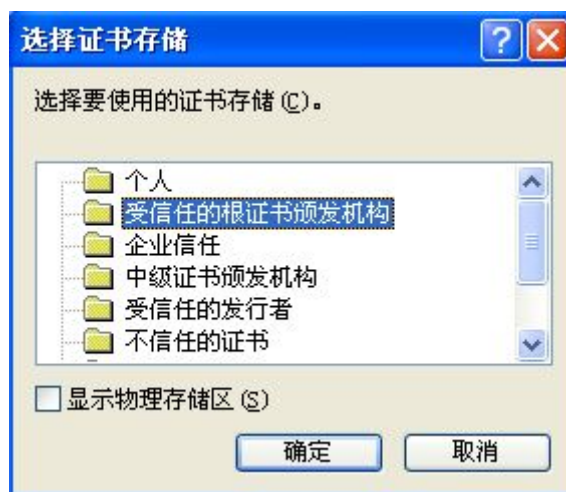 选择证书存储
选择要使用的证书存储(C)。
个人
受信任的根证书颁发机构
企业信任
中级证书颁发机构
受信任的发行者
不信任的证书
显示物理存储区(S)
确定 取消